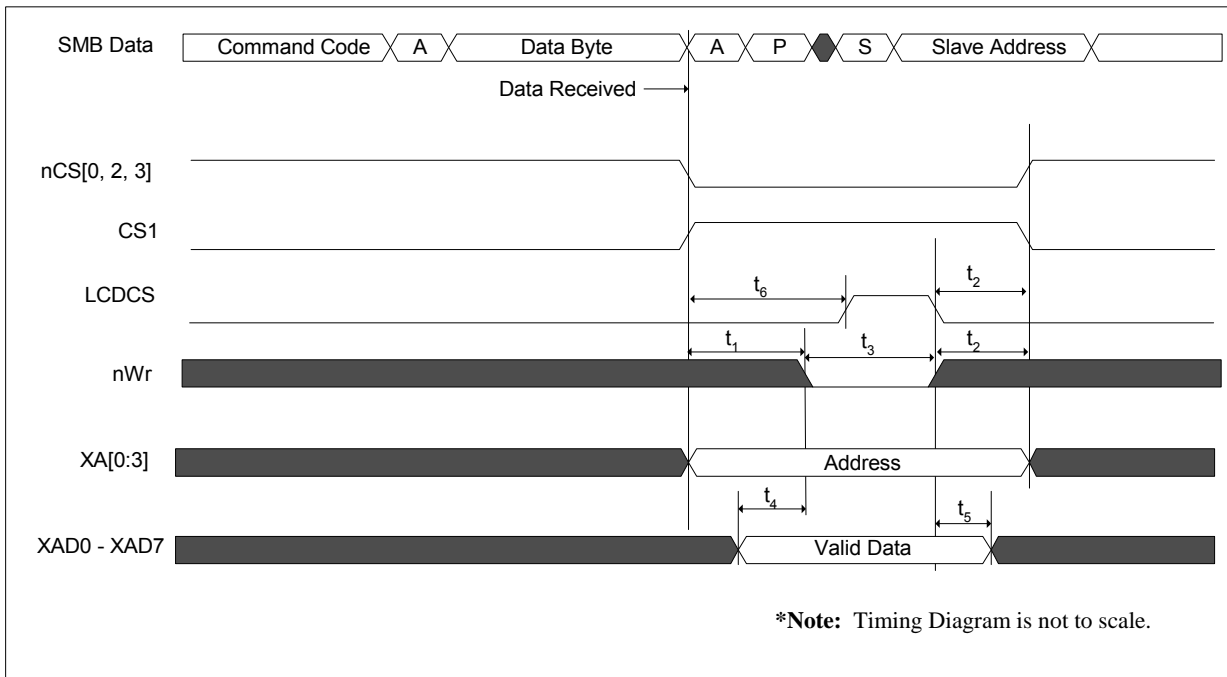 SMB Data Command Code A Data Byte A P S Slave Address
Data Received
nCS[0, 2, 3]
CS1
LCDCS t6 t2
nWr t1 t3 t2
XA[0:3] Address
t4 t5
XAD0 - XAD7 Valid Data
*Note: Timing Diagram is not to scale.